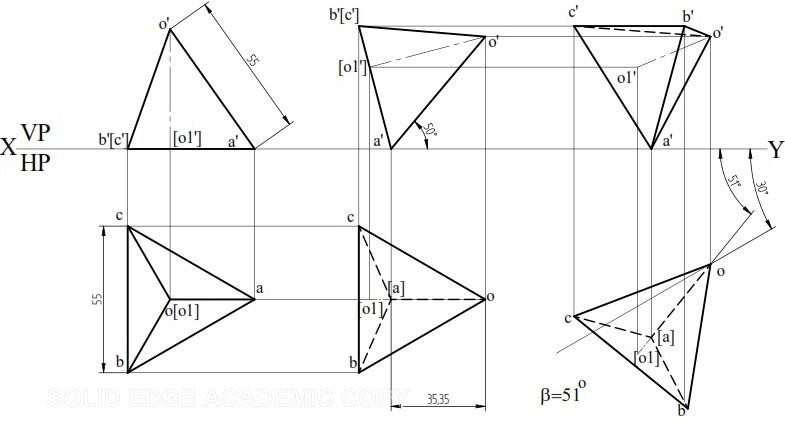 o'
55
b'[c']
[o1']
a'
X
VP
HP
b'[c']
[o1']
a'
o'
50°
c'
b'
o'
o1'
a'
Y
51°
30°
c
55
o[o1]
a
b
c
[a]
[o1]
o
b
35,35
o
c
[a]
[o1]
b
β=51°
SOLID EDGE ACADEMIC COPY